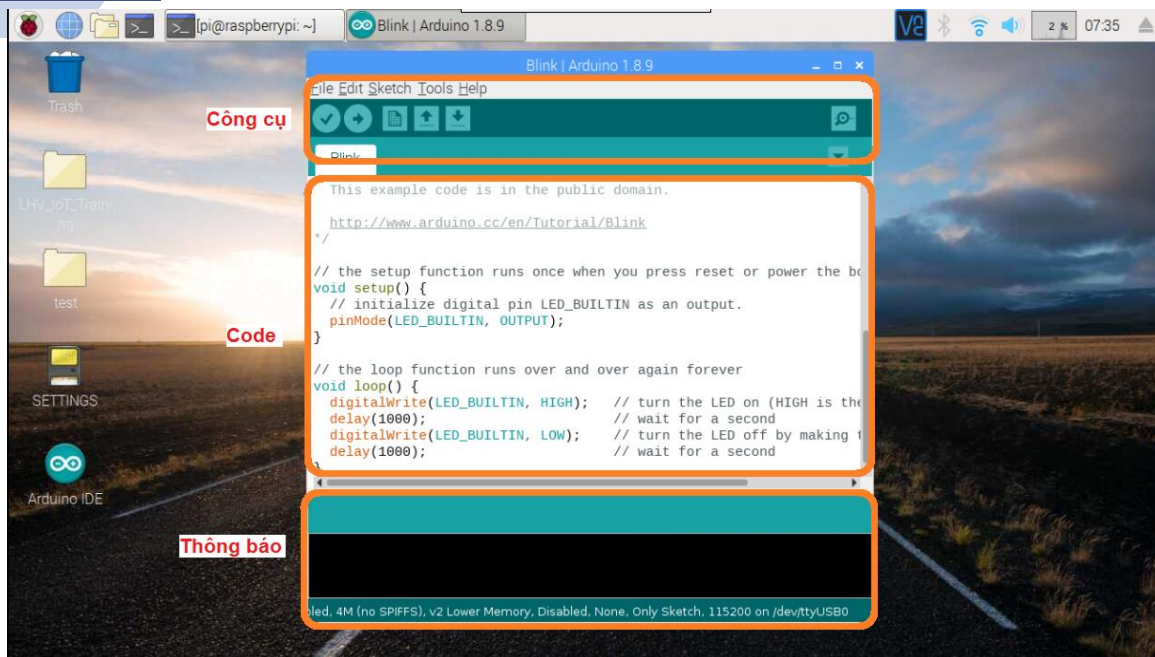 [pi@raspberrypi: ~]
Blink | Arduino 1.8.9
2 %
07:35
Blink | Arduino 1.8.9
Trash
File Edit Sketch Tools Help
Công cụ
Blink
LHV_IoT_Traini
ng
This example code is in the public domain.
http://www.arduino.cc/en/Tutorial/Blink
*/
test
// the setup function runs once when you press reset or power the bo
void setup() {
// initialize digital pin LED_BUILTIN as an output.
pinMode(LED_BUILTIN, OUTPUT);
}
Code
// the loop function runs over and over again forever
void loop() {
digitalWrite(LED_BUILTIN, HIGH); // turn the LED on (HIGH is the
delay(1000); // wait for a second
digitalWrite(LED_BUILTIN, LOW); // turn the LED off by making t
delay(1000); // wait for a second
}
SETTINGS
Arduino IDE
Thông báo
bled, 4M (no SPIFFS), v2 Lower Memory, Disabled, None, Only Sketch, 115200 on /dev/ttyUSB0